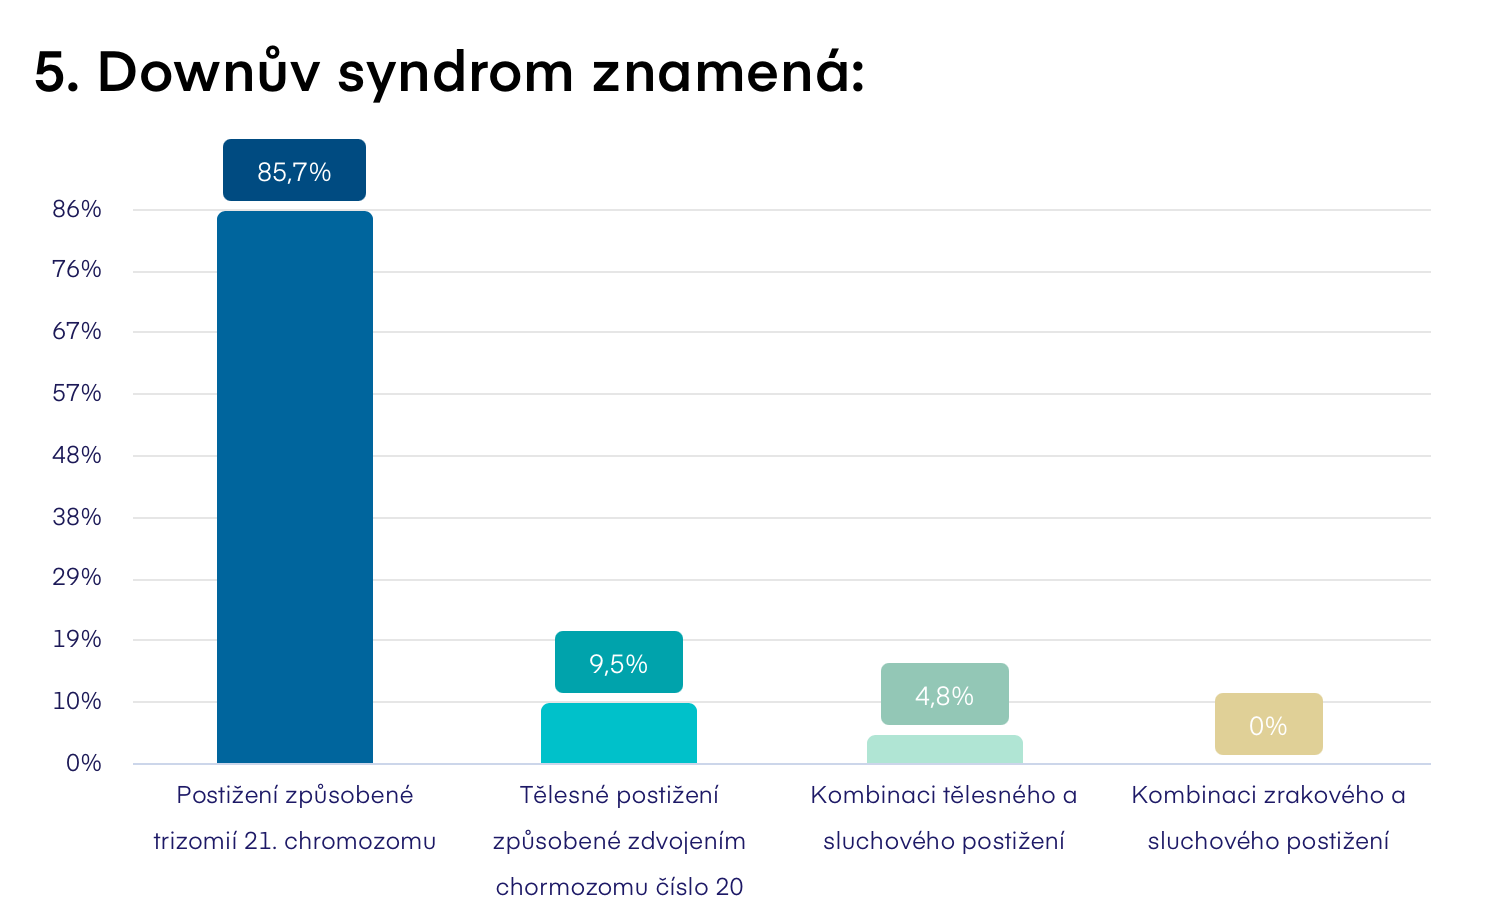 5. Downův syndrom znamená:
85,7%
86%
76%
67%
57%
48%
38%
29%
19%
9,5%
4,8%
10%
0%
0%
Postižení způsobené
trizomií 21. chromozomu
Tělesné postižení
způsobené zdvojením
chormozomu číslo 20
Kombinaci tělesného a
sluchového postižení
Kombinaci zrakového a
sluchového postižení